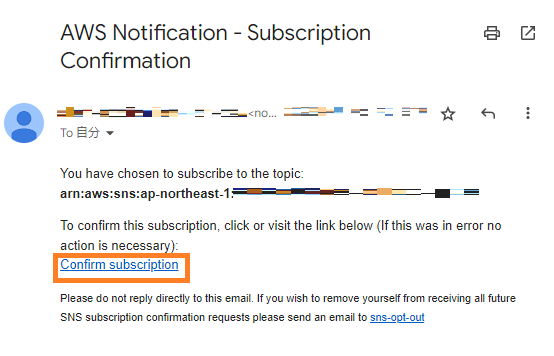 AWS Notification - Subscription
Confirmation
<no...
To 自分
You have chosen to subscribe to the topic:
arn:aws:sns:ap-northeast-1:
To confirm this subscription, click or visit the link below (If this was in error no
action is necessary):
Confirm subscription
Please do not reply directly to this email. If you wish to remove yourself from receiving all future
SNS subscription confirmation requests please send an email to sns-opt-out